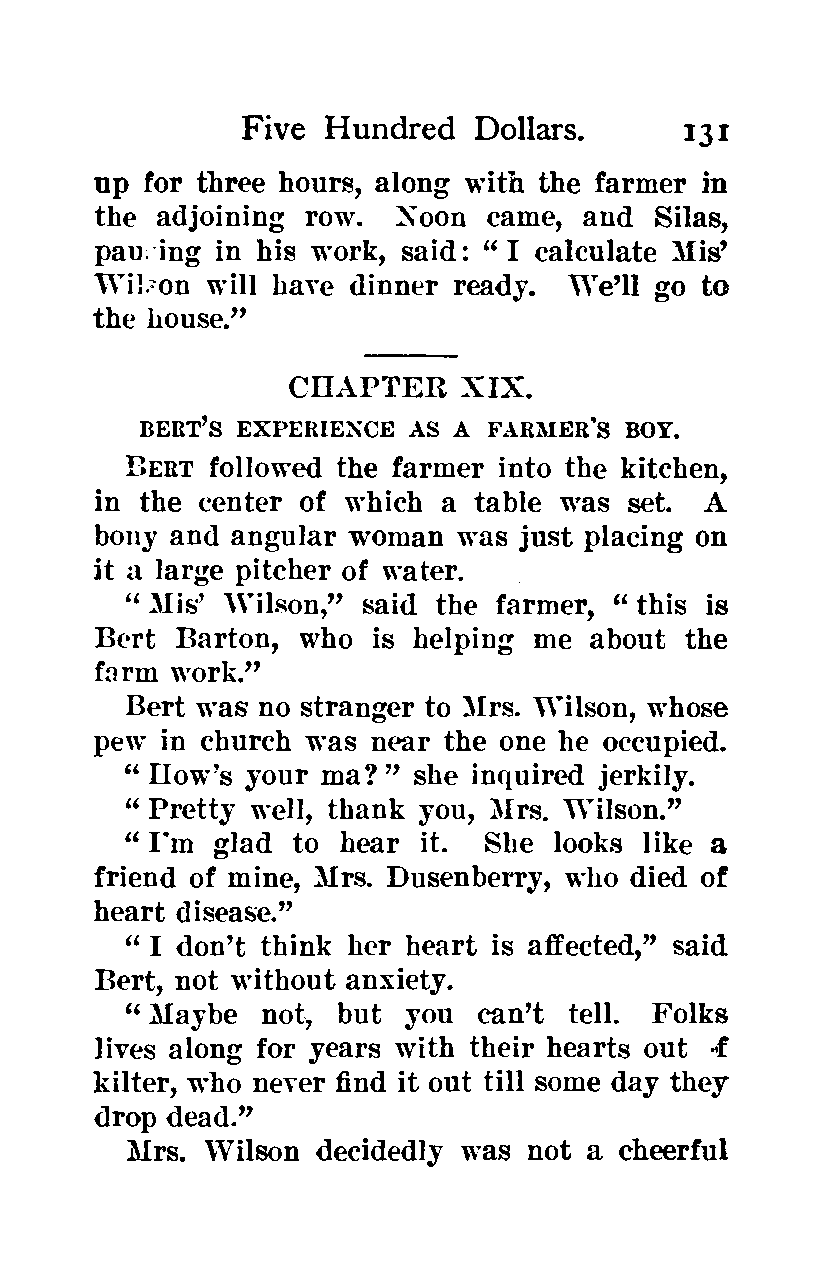 Five Hundred Dollars. 131
up for three hours, along with the farmer in
the adjoining row. Noon came, and Silas,
pausing in his work, said: “ I calculate Mis’
Wilson will have dinner ready. We’ll go to
the house.”
CHAPTER XIX.
BERT’S EXPERIENCE AS A FARMER’S BOY.
BERT followed the farmer into the kitchen,
in the center of which a table was set. A
bony and angular woman was just placing on
it a large pitcher of water.
“ Mis’ Wilson,” said the farmer, “ this is
Bert Barton, who is helping me about the
farm work.”
Bert was no stranger to Mrs. Wilson, whose
pew in church was near the one he occupied.
“ How’s your ma? ” she inquired jerkily.
“ Pretty well, thank you, Mrs. Wilson.”
“ I’m glad to hear it. She looks like a
friend of mine, Mrs. Dusenberry, who died of
heart disease.”
“ I don’t think her heart is affected,” said
Bert, not without anxiety.
“ Maybe not, but you can’t tell. Folks
lives along for years with their hearts out of
kilter, who never find it out till some day they
drop dead.”
Mrs. Wilson decidedly was not a cheerful